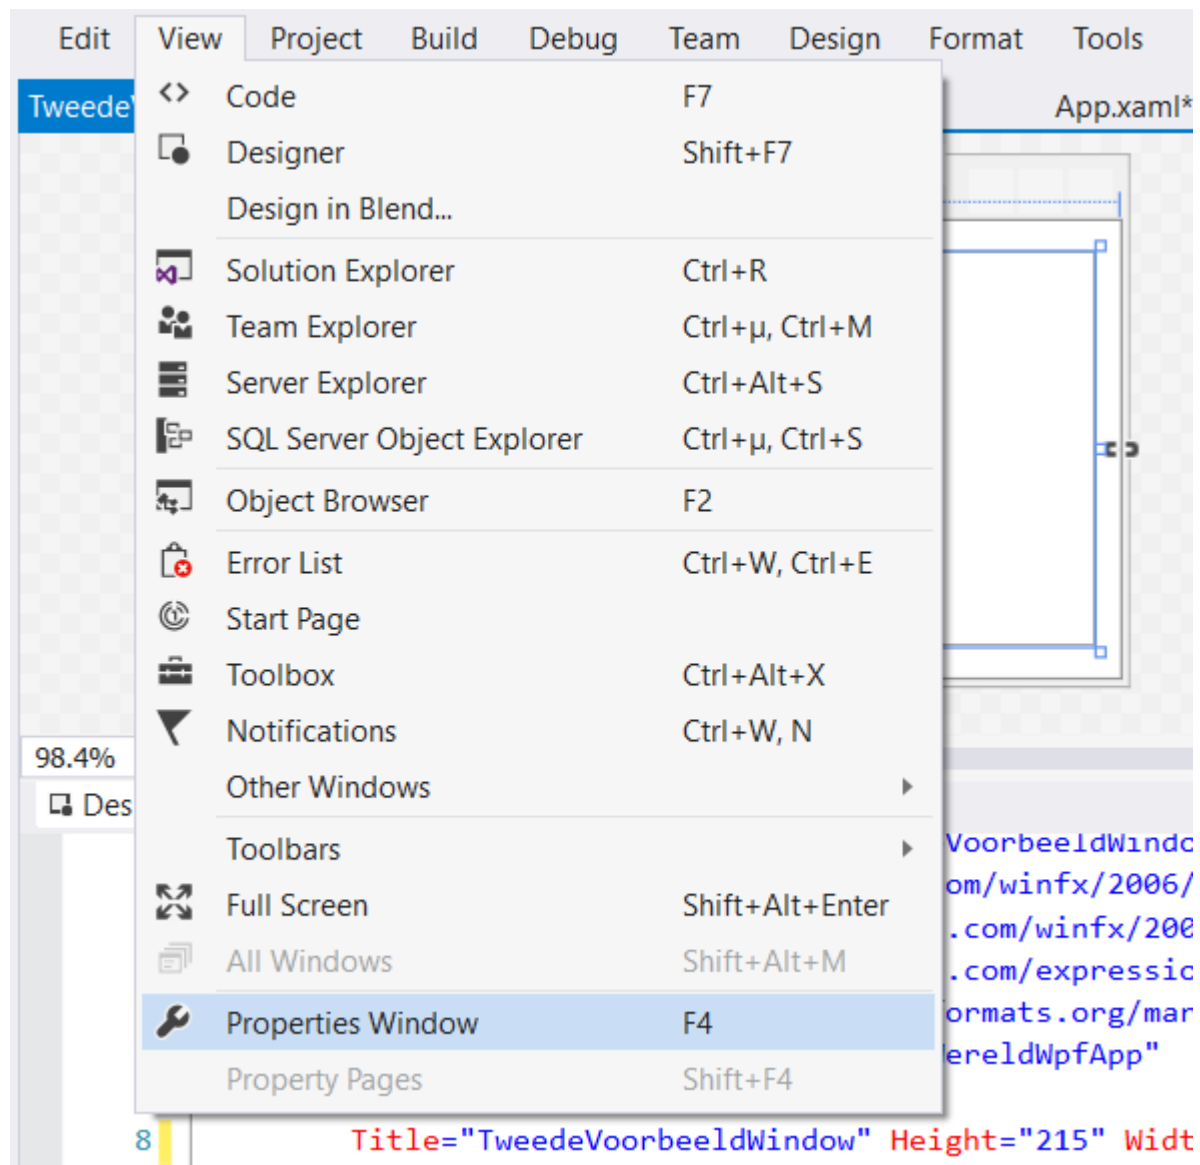 Edit View Project Build Debug Team Design Format Tools
App.xaml*
Code F7
Designer Shift+F7
Design in Blend...
Solution Explorer Ctrl+R
Team Explorer Ctrl+µ, Ctrl+M
Server Explorer Ctrl+Alt+S
SQL Server Object Explorer Ctrl+µ, Ctrl+S
Object Browser F2
Error List Ctrl+W, Ctrl+E
Start Page
Toolbox Ctrl+Alt+X
Notifications Ctrl+W, N
98.4%
Other Windows
Des
Toolbars
VoorbeeldWindo
om/winfx/2006/
Full Screen Shift+Alt+Enter
.com/winfx/200
All Windows Shift+Alt+M
.com/expressio
Properties Window F4
ormats.org/mar
ereldWpfApp"
Property Pages Shift+F4
8 Title="TweedeVoorbeeldWindow" Height="215" Widt